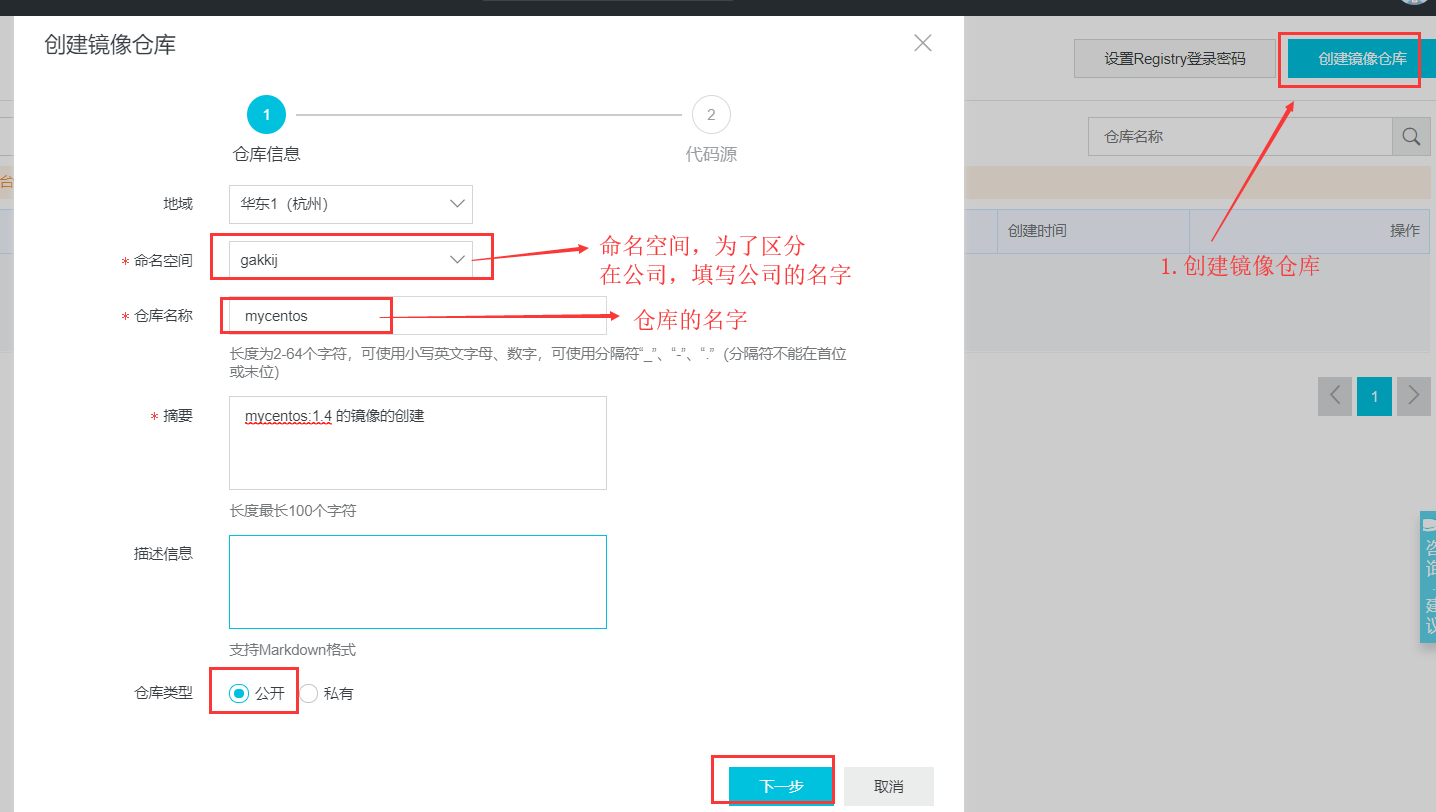 创建镜像仓库
设置Registry登录密码
创建镜像仓库
1
2
仓库信息
代码源
仓库名称
台
地域
华东1（杭州）
创建时间
操作
* 命名空间
gakkij
命名空间，为了区分
在公司，填写公司的名字
1. 创建镜像仓库
* 仓库名称
mycentos
仓库的名字
长度为2-64个字符，可使用小写英文字母、数字，可使用分隔符“_”、“-”、“.”（分隔符不能在首位
或末位）
1
* 摘要
mycentos:1.4 的镜像的创建
长度最长100个字符
描述信息
咨询·建议
支持Markdown格式
仓库类型
公开
私有
下一步
取消